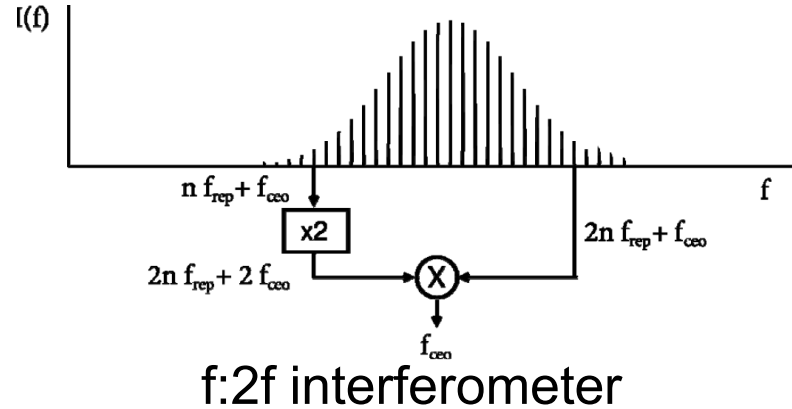 I(f)
n f_rep + f_ceo
f
x2
2n f_rep + f_ceo
2n f_rep + 2 f_ceo
X
f_ceo
f:2f interferometer